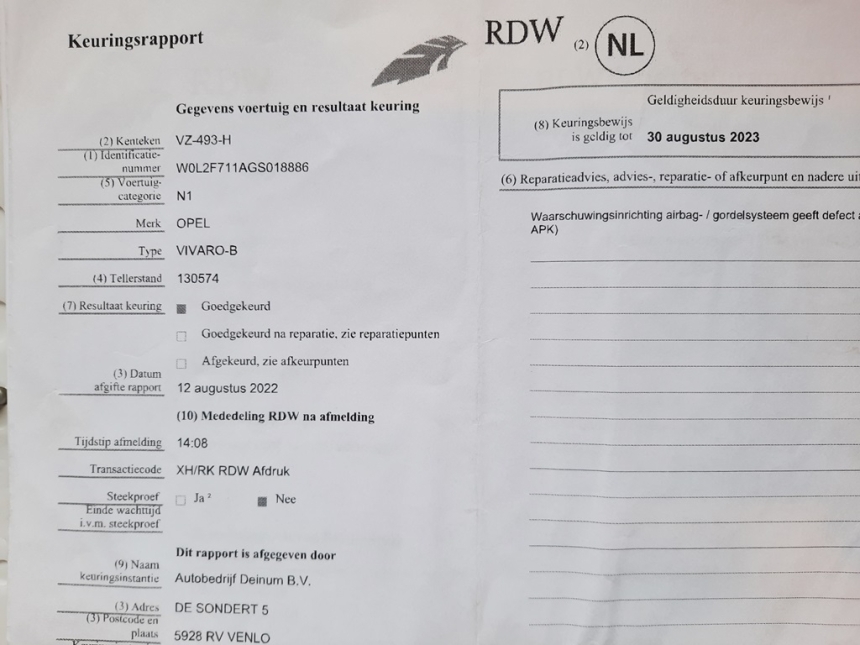 Keuringsrapport
RDW (2) NL
Gegevens voertuig en resultaat keuring
(2) Kenteken VZ-493-H
(1) Identificatie-
nummer W0L2F711AGS018886
(5) Voertuig-
categorie N1
Merk OPEL
Type VIVARO-B
(4) Tellerstand 130574
(7) Resultaat keuring Goedgekeurd
Goedgekeurd na reparatie, zie reparatiepunten
Afgekeurd, zie afkeurpunten
(3) Datum
afgifte rapport 12 augustus 2022
(10) Mededeling RDW na afmelding
Tijdstip afmelding 14:08
Transactiecode XH/RK RDW Afdruk
Steekproef Ja ² Nee
Einde wachttijd
i.v.m. steekproef
Dit rapport is afgegeven door
(9) Naam
keuringsinstantie Autobedrijf Deinum B.V.
(3) Adres DE SONDERT 5
(3) Postcode en
plaats 5928 RV VENLO
Geldigheidsduur keuringsbewijs ¹
(8) Keuringsbewijs
is geldig tot 30 augustus 2023
(6) Reparatieadvies, advies-, reparatie- of afkeurpunt en nadere
Waarschuwingsinrichting airbag- / gordelsysteem geeft defect
APK)